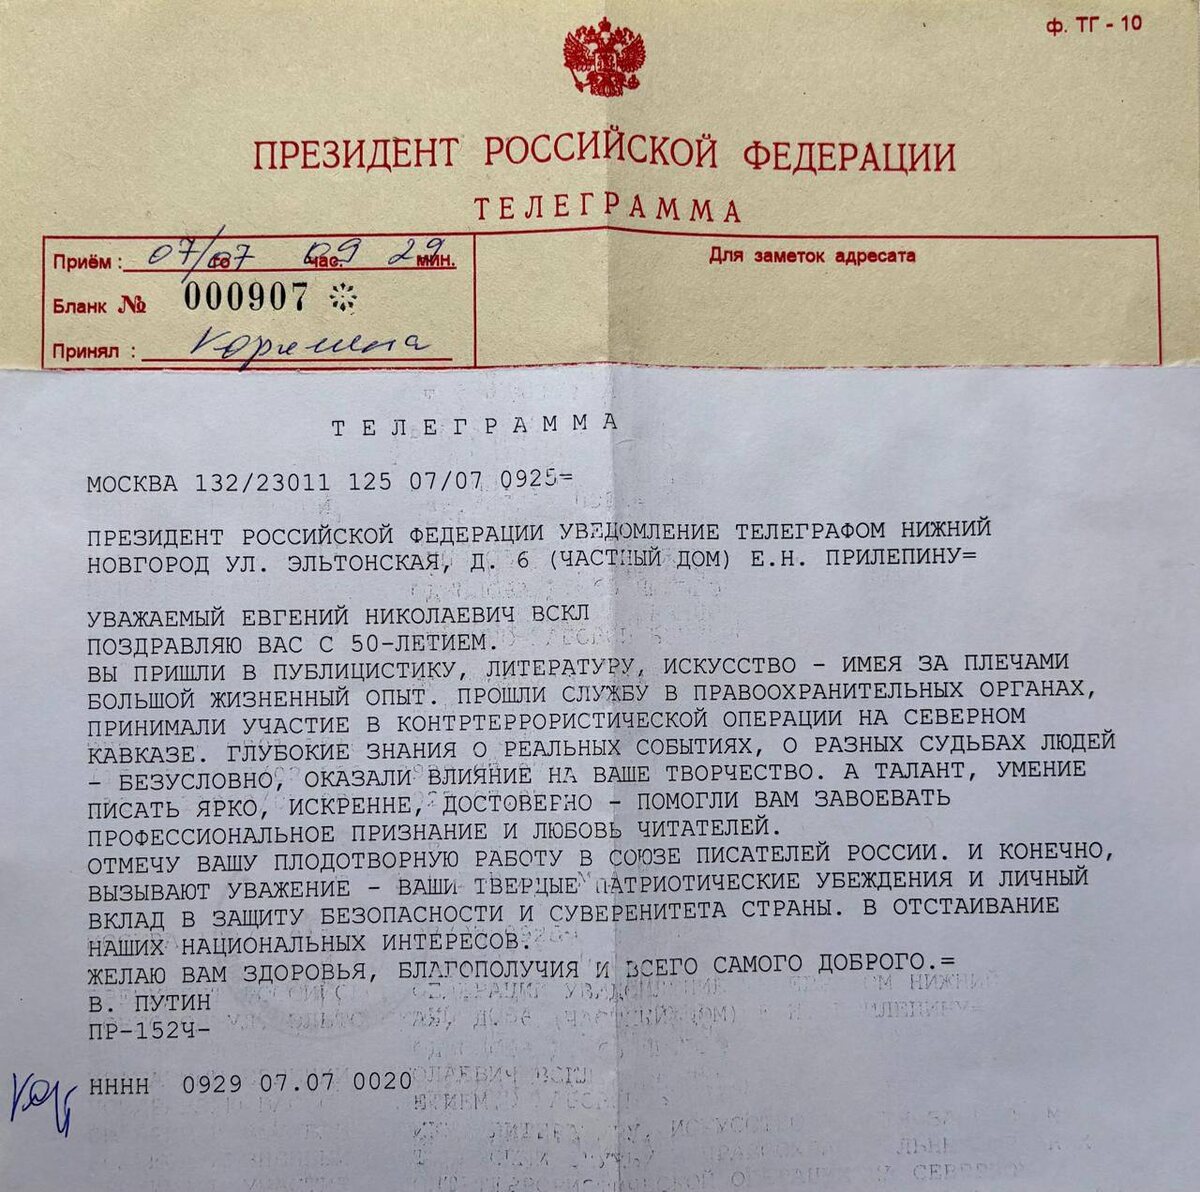 ф. ТГ - 10
ПРЕЗИДЕНТ РОССИЙСКОЙ ФЕДЕРАЦИИ
ТЕЛЕГРАММА
Приём : 07/07 го 09 час. 29 мин.
Для заметок адресата
Бланк № 000907
Принял :
ТЕЛЕГРАММА
МОСКВА 132/23011 125 07/07 0925=
ПРЕЗИДЕНТ РОССИЙСКОЙ ФЕДЕРАЦИИ УВЕДОМЛЕНИЕ ТЕЛЕГРАФОМ НИЖНИЙ
НОВГОРОД УЛ. ЭЛЬТОНСКАЯ, Д. 6 (ЧАСТНЫЙ ДОМ) Е.Н. ПРИЛЕПИНУ=
УВАЖАЕМЫЙ ЕВГЕНИЙ НИКОЛАЕВИЧ ВСКЛ
ПОЗДРАВЛЯЮ ВАС С 50-ЛЕТИЕМ.
ВЫ ПРИШЛИ В ПУБЛИЦИСТИКУ, ЛИТЕРАТУРУ, ИСКУССТВО - ИМЕЯ ЗА ПЛЕЧАМИ
БОЛЬШОЙ ЖИЗНЕННЫЙ ОПЫТ. ПРОШЛИ СЛУЖБУ В ПРАВООХРАНИТЕЛЬНЫХ ОРГАНАХ,
ПРИНИМАЛИ УЧАСТИЕ В КОНТРТЕРРОРИСТИЧЕСКОЙ ОПЕРАЦИИ НА СЕВЕРНОМ
КАВКАЗЕ. ГЛУБОКИЕ ЗНАНИЯ О РЕАЛЬНЫХ СОБЫТИЯХ, О РАЗНЫХ СУДЬБАХ ЛЮДЕЙ
- БЕЗУСЛОВНО, ОКАЗАЛИ ВЛИЯНИЕ НА ВАШЕ ТВОРЧЕСТВО. А ТАЛАНТ, УМЕНИЕ
ПИСАТЬ ЯРКО, ИСКРЕННЕ, ДОСТОВЕРНО - ПОМОГЛИ ВАМ ЗАВОЕВАТЬ
ПРОФЕССИОНАЛЬНОЕ ПРИЗНАНИЕ И ЛЮБОВЬ ЧИТАТЕЛЕЙ.
ОТМЕЧУ ВАШУ ПЛОДОТВОРНУЮ РАБОТУ В СОЮЗЕ ПИСАТЕЛЕЙ РОССИИ. И КОНЕЧНО,
ВЫЗЫВАЮТ УВАЖЕНИЕ - ВАШИ ТВЕРДЫЕ ПАТРИОТИЧЕСКИЕ УБЕЖДЕНИЯ И ЛИЧНЫЙ
ВКЛАД В ЗАЩИТУ БЕЗОПАСНОСТИ И СУВЕРЕНИТЕТА СТРАНЫ. В ОТСТАИВАНИЕ
НАШИХ НАЦИОНАЛЬНЫХ ИНТЕРЕСОВ.
ЖЕЛАЮ ВАМ ЗДОРОВЬЯ, БЛАГОПОЛУЧИЯ И ВСЕГО САМОГО ДОБРОГО.=
В. ПУТИН
ПР-152Ч-
НННН 0929 07.07 0020